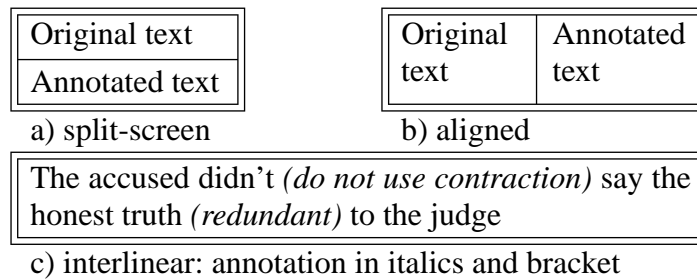 Original text
Annotated text
a) split-screen
Original
text
Annotated
text
b) aligned
The accused didn't (do not use contraction) say the
honest truth (redundant) to the judge
c) interlinear: annotation in italics and bracket